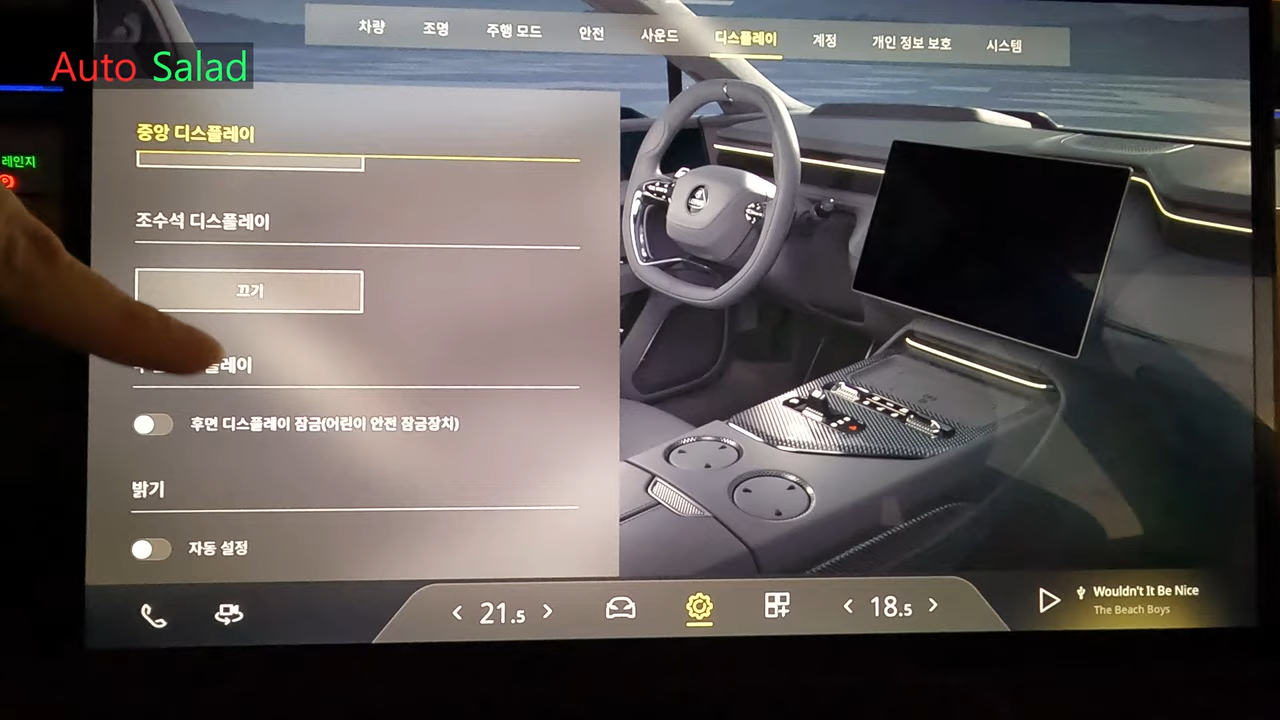 차량 조명 주행 모드 안전 사운드 디스플레이 계정 개인 정보 보호 시스템
Auto Salad
중앙 디스플레이
레인지
조수석 디스플레이
끄기
플레이
후면 디스플레이 잠금(어린이 안전 잠금장치)
밝기
자동 설정
< 21.5 > < 18.5 >
Wouldn't It Be Nice
The Beach Boys